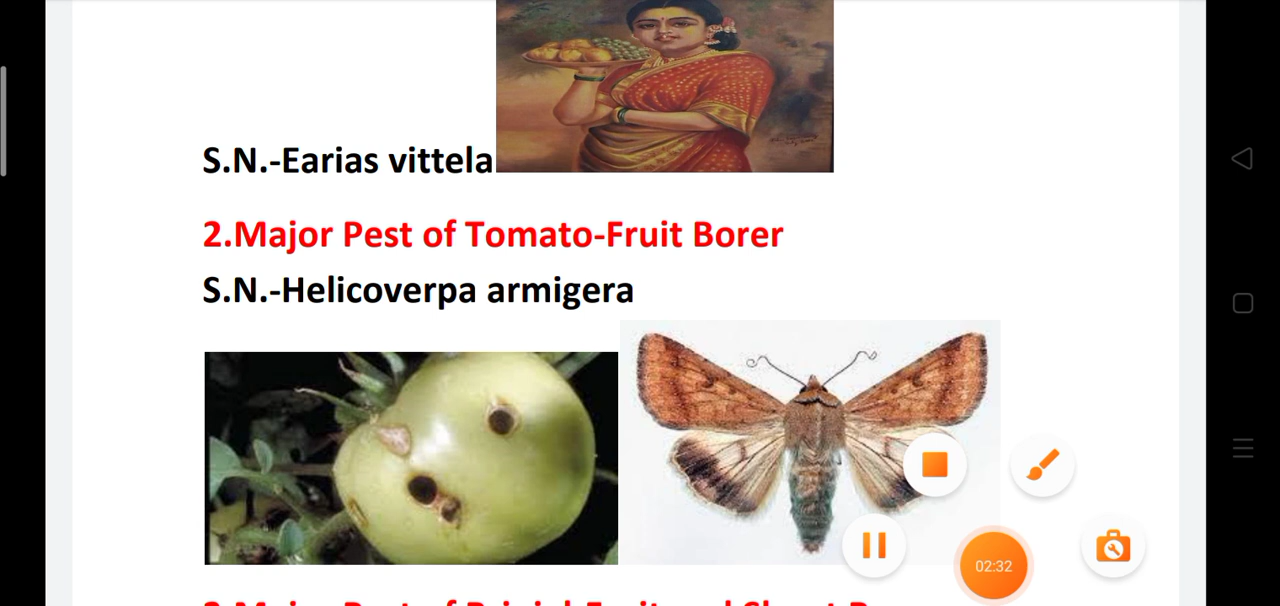 S.N.-Earias vittela
2.Major Pest of Tomato-Fruit Borer
S.N.-Helicoverpa armigera
02:32